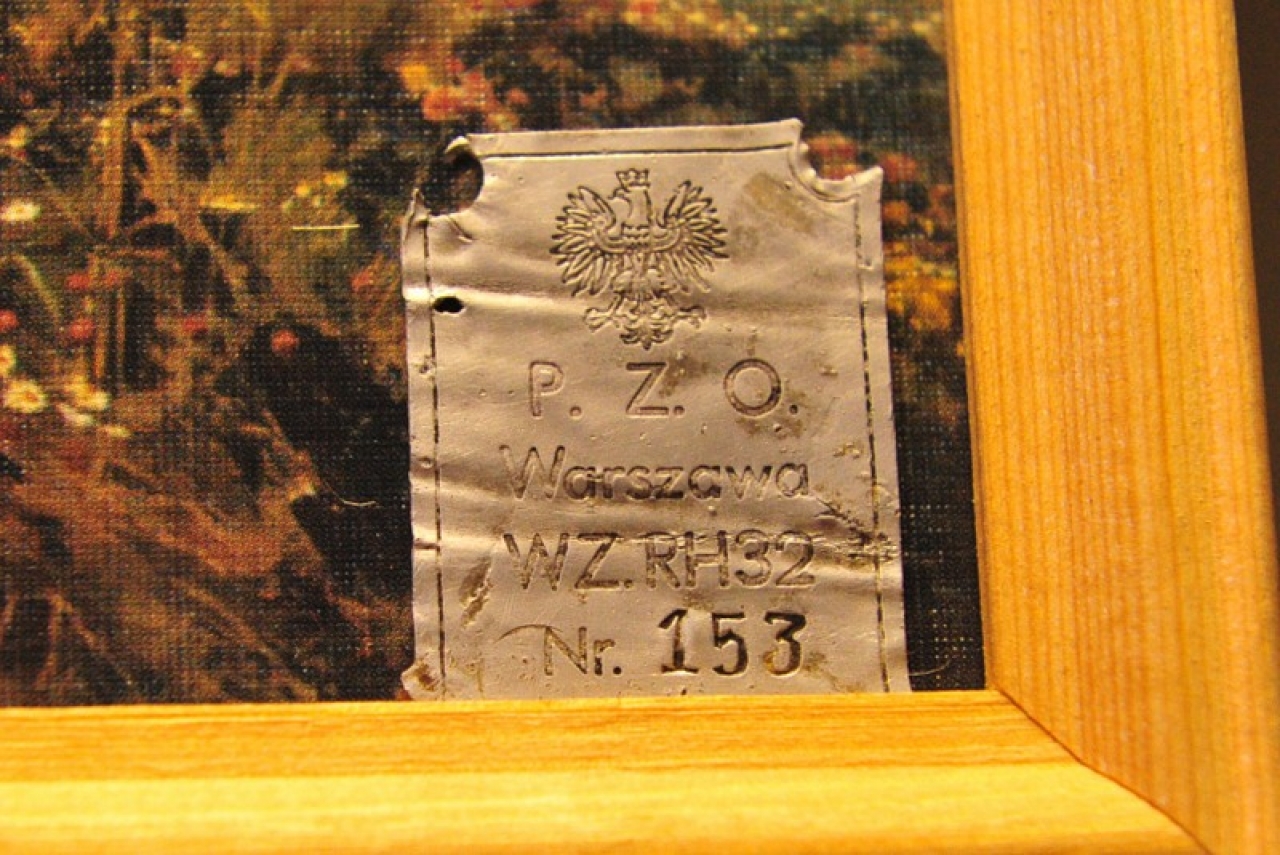 P. Z. O.
Warszawa
WZ.RH32
Nr. 153